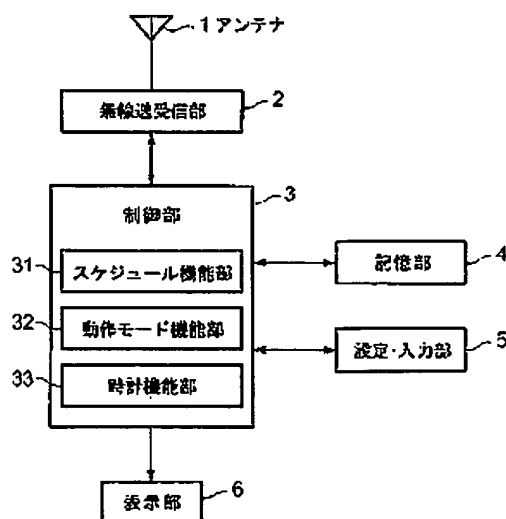 1 アンテナ
2
無線送受信部
3
制御部
31
スケジュール機能部
4
記憶部
32
動作モード機能部
5
設定・入力部
33
時計機能部
6
表示部